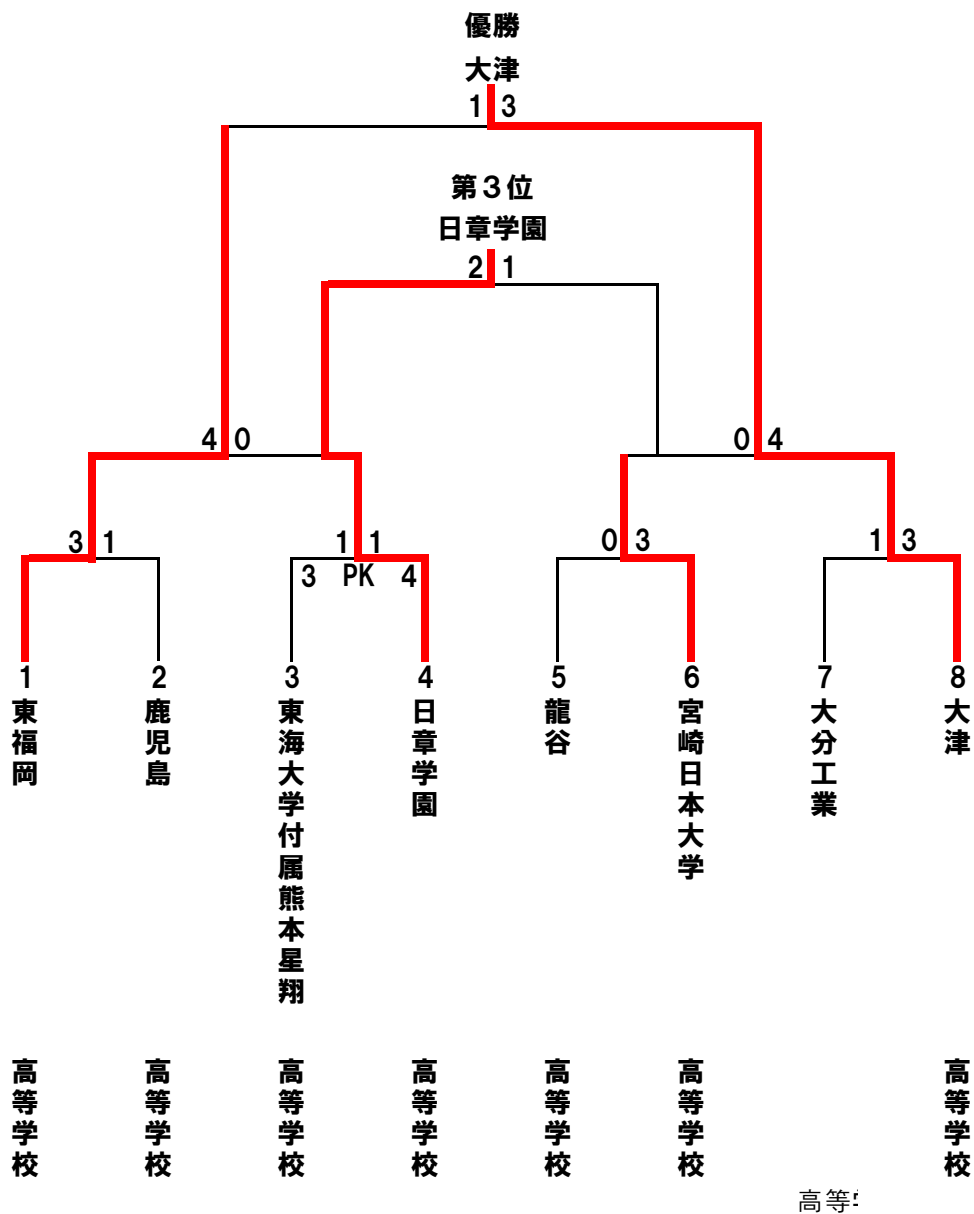 優勝
大津
1 3
第３位
日章学園
2 1
4 0
0 4
3 1
1 1
3 PK 4
0 3
1 3
1
2
3
4
5
6
7
8
東福岡
鹿児島
東海大学付属熊本星翔
日章学園
龍谷
宮崎日本大学
大分工業
大津
高等学校
高等学校
高等学校
高等学校
高等学校
高等学校
高等学校
高等